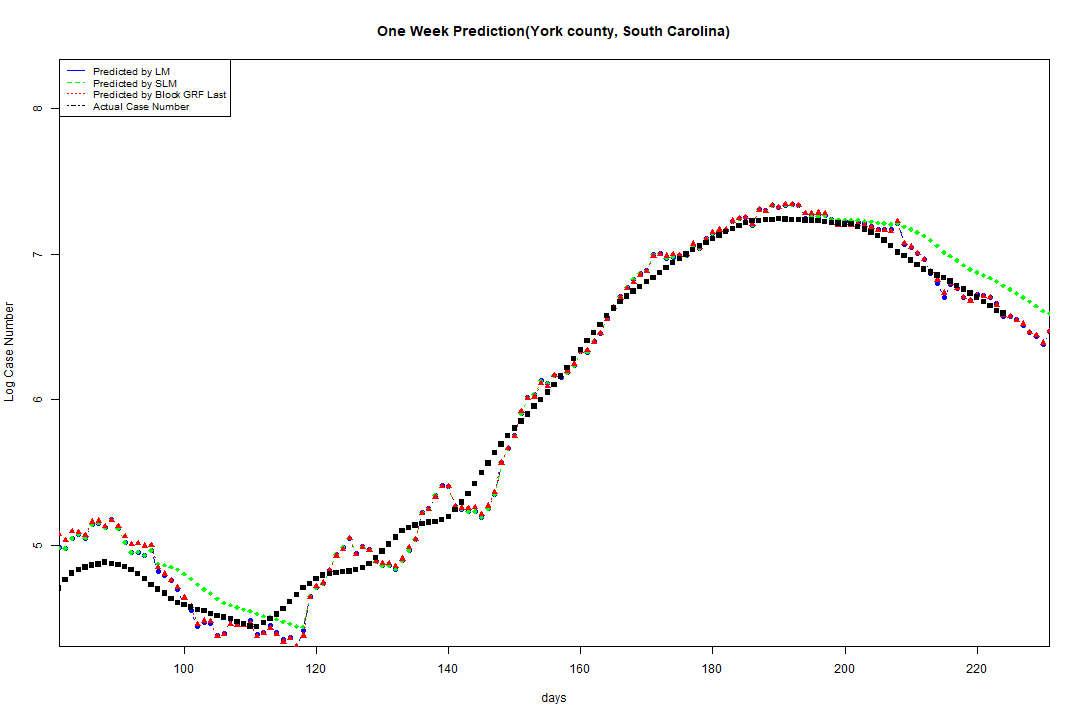 One Week Prediction(York county, South Carolina)
Predicted by LM
Predicted by SLM
Predicted by Block GRF Last
Actual Case Number
8
7
6
5
Log Case Number
100 120 140 160 180 200 220
days